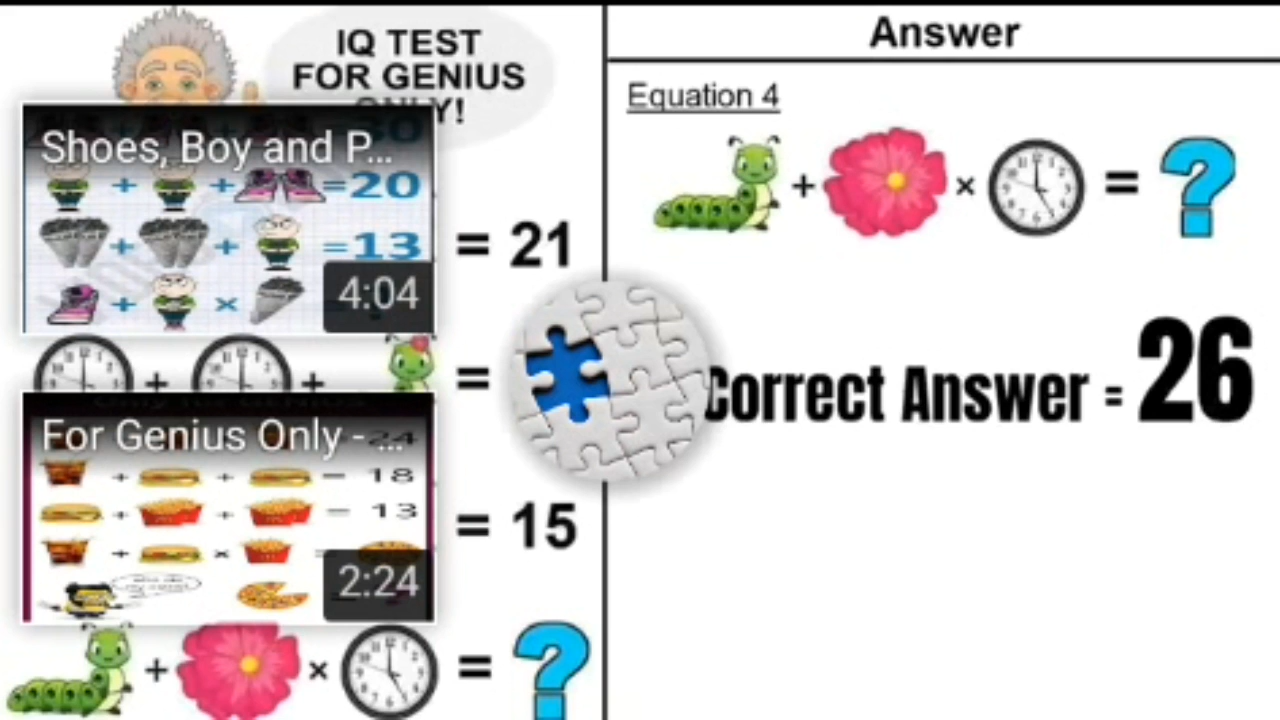 IQ TEST
FOR GENIUS
ONLY!
Shoes, Boy and P...
+ + =20
+ + =13
+ ×
4:04
= 21
+ + =
For Genius Only - ...
+ + = 18
+ + = 13
+ ×
2:24
= 15
+ × = ?
Answer
Equation 4
+ × = ?
Correct Answer = 26